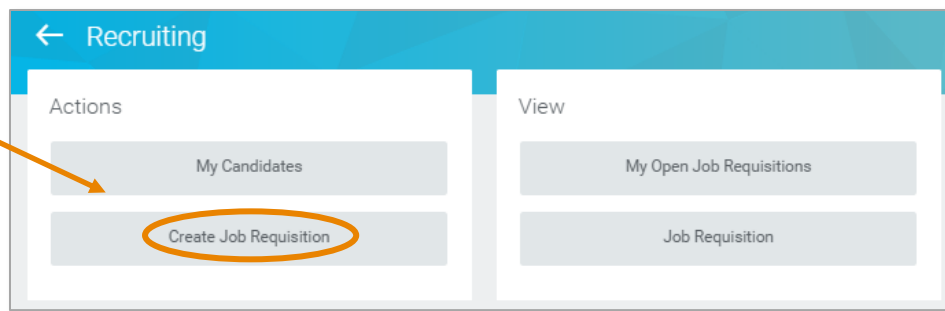 Recruiting
Actions
My Candidates
Create Job Requisition
View
My Open Job Requisitions
Job Requisition